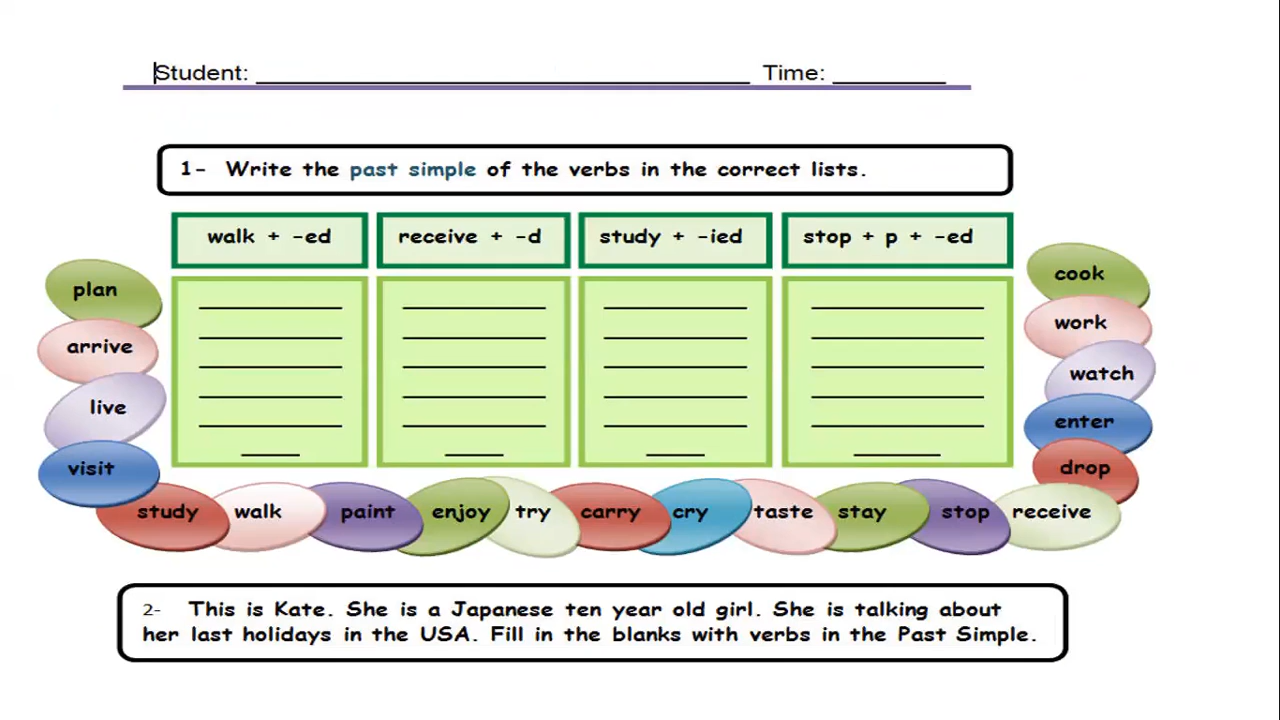 Student: ________________ Time: ________
1- Write the past simple of the verbs in the correct lists.
walk + -ed
receive + -d
study + -ied
stop + p + -ed
plan
arrive
live
visit
cook
work
watch
enter
drop
study walk paint enjoy try carry cry taste stay stop receive
2- This is Kate. She is a Japanese ten year old girl. She is talking about
her last holidays in the USA. Fill in the blanks with verbs in the Past Simple.